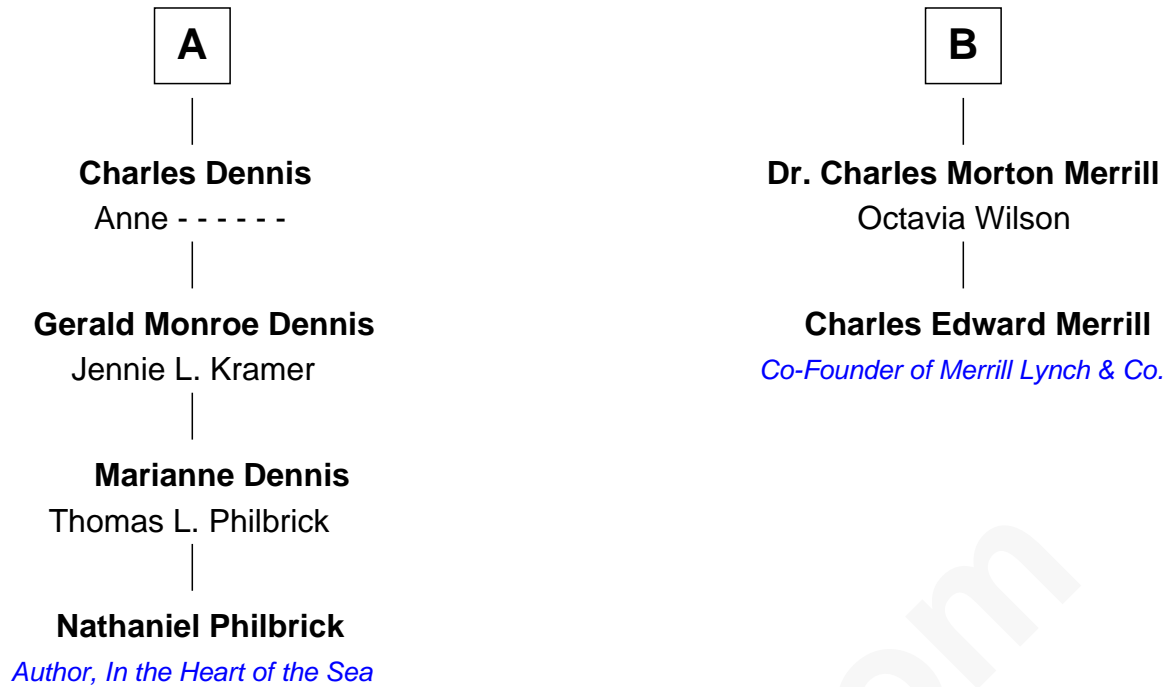 A
Charles Dennis
Anne - - - - - -
Gerald Monroe Dennis
Jennie L. Kramer
Marianne Dennis
Thomas L. Philbrick
Nathaniel Philbrick
Author, In the Heart of the Sea
B
Dr. Charles Morton Merrill
Octavia Wilson
Charles Edward Merrill
Co-Founder of Merrill Lynch & Co.
om